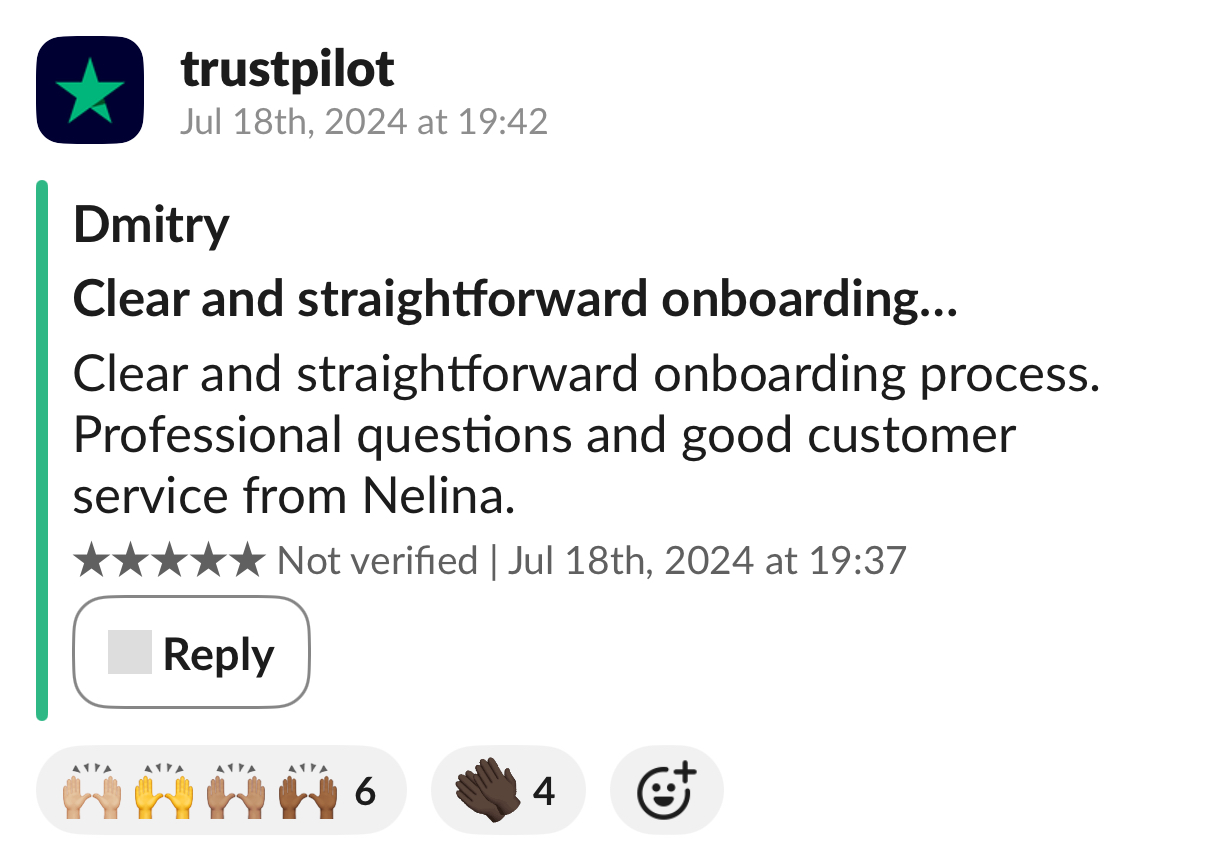 trustpilot
Jul 18th, 2024 at 19:42
Dmitry
Clear and straightforward onboarding...
Clear and straightforward onboarding process.
Professional questions and good customer
service from Nelina.
★★★★★ Not verified | Jul 18th, 2024 at 19:37
Reply
6 4